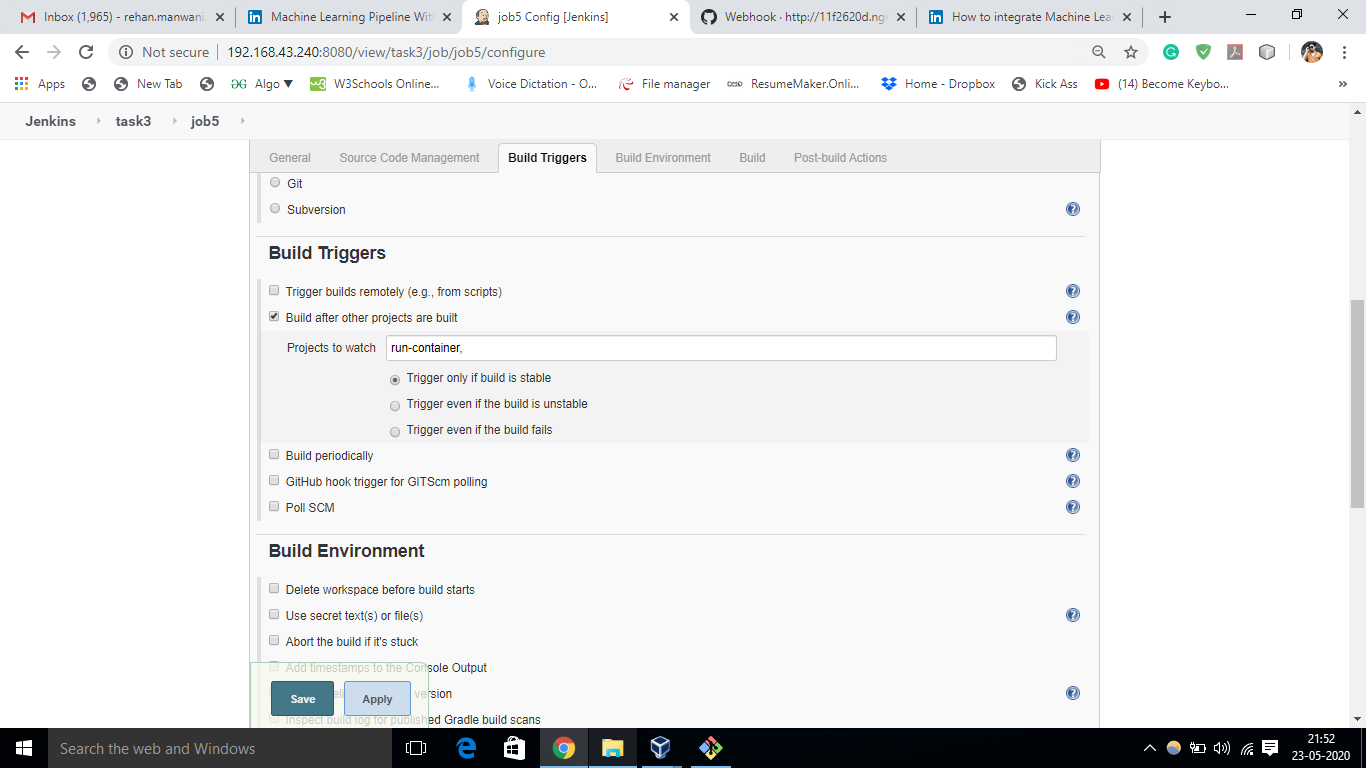 Inbox (1,965) - rehan.manwani
Machine Learning Pipeline Wit
job5 Config [Jenkins]
Webhook · http://11f2620d.ngr
How to integrate Machine Lea
Not secure 192.168.43.240:8080/view/task3/job/job5/configure
Apps New Tab Algo W3Schools Online... Voice Dictation - O... File manager ResumeMaker.Onli... Home - Dropbox Kick Ass (14) Become Keybo... »
Jenkins task3 job5
General Source Code Management Build Triggers Build Environment Build Post-build Actions
Git
Subversion
Build Triggers
Trigger builds remotely (e.g., from scripts)
Build after other projects are built
Projects to watch run-container,
Trigger only if build is stable
Trigger even if the build is unstable
Trigger even if the build fails
Build periodically
GitHub hook trigger for GITScm polling
Poll SCM
Build Environment
Delete workspace before build starts
Use secret text(s) or file(s)
Abort the build if it's stuck
Add timestamps to the Console Output
version
Inspect build log for published Gradle build scans
Save Apply
Search the web and Windows
21:52
23-05-2020